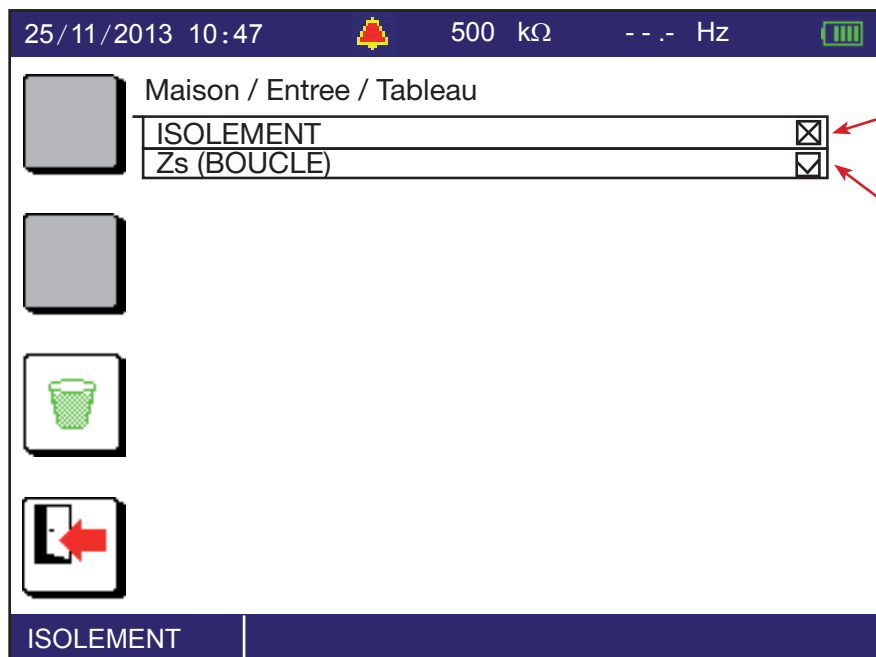 25/11/2013 10:47 500 kΩ - - .- Hz
Maison / Entree / Tableau
ISOLEMENT
Zs (BOUCLE)
ISOLEMENT